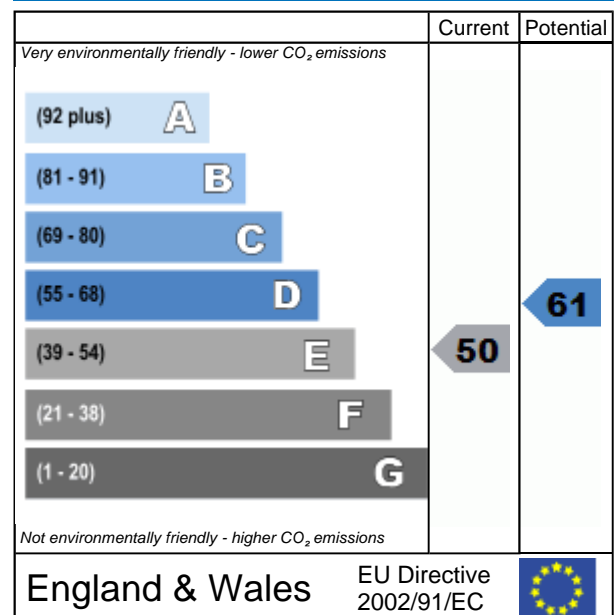 Current Potential
Very environmentally friendly - lower CO₂ emissions
(92 plus) A
(81 - 91) B
(69 - 80) C
(55 - 68) D
61
(39 - 54) E
50
(21 - 38) F
(1 - 20) G
Not environmentally friendly - higher CO₂ emissions
England & Wales
EU Directive
2002/91/EC